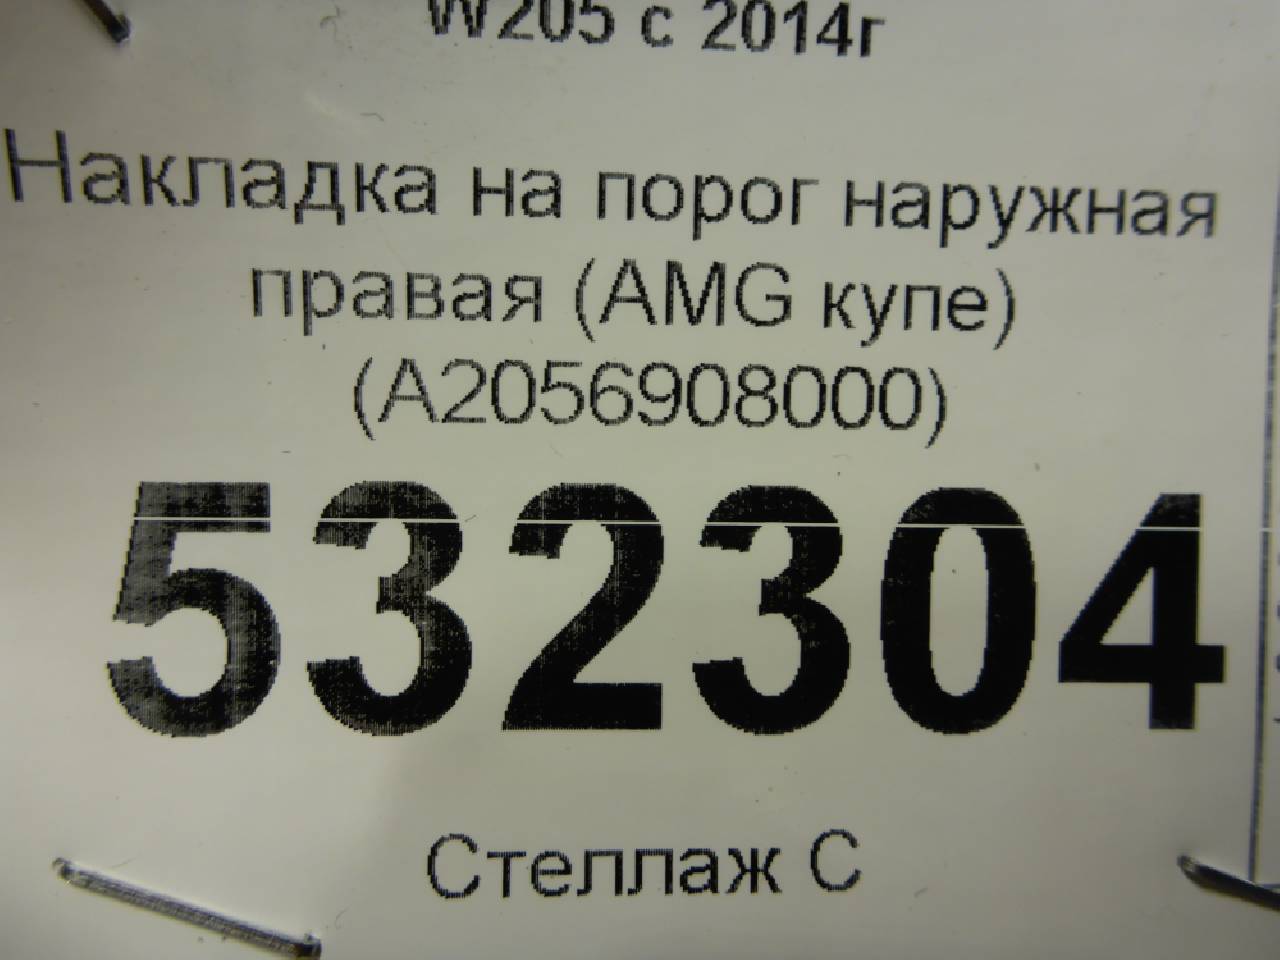 W205 с 2014г
Накладка на порог наружная
правая (AMG купе)
(A2056908000)
532304
Стеллаж С